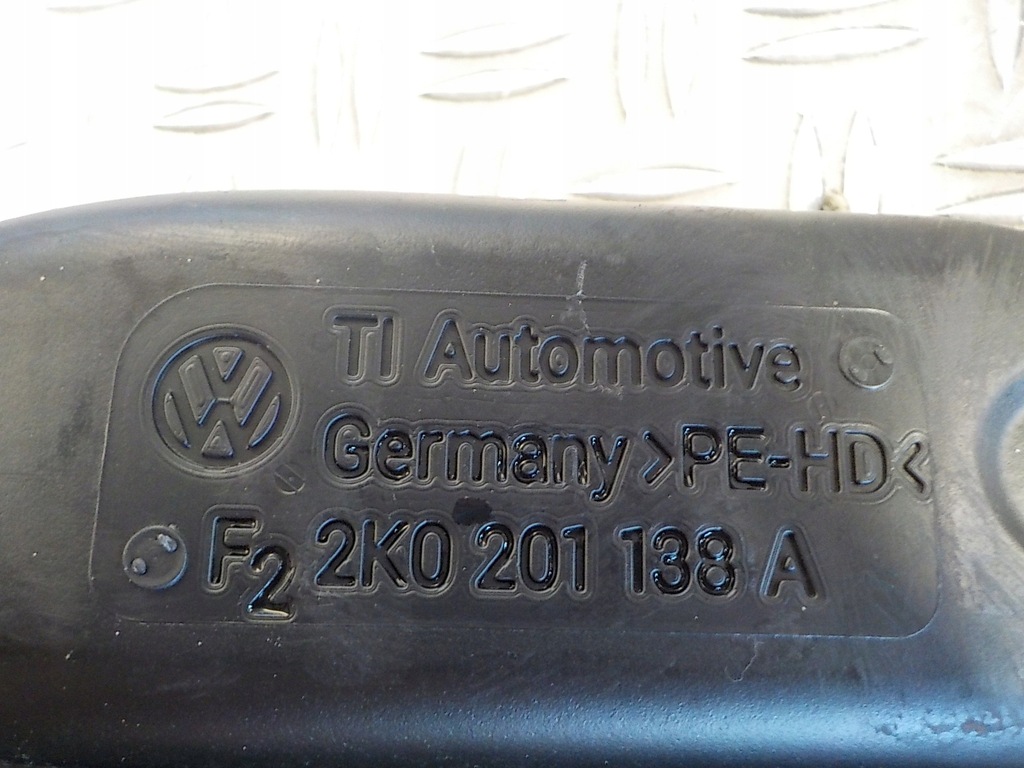 TI Automotive
Germany >PE-HD<
F2 2K0 201 138 A